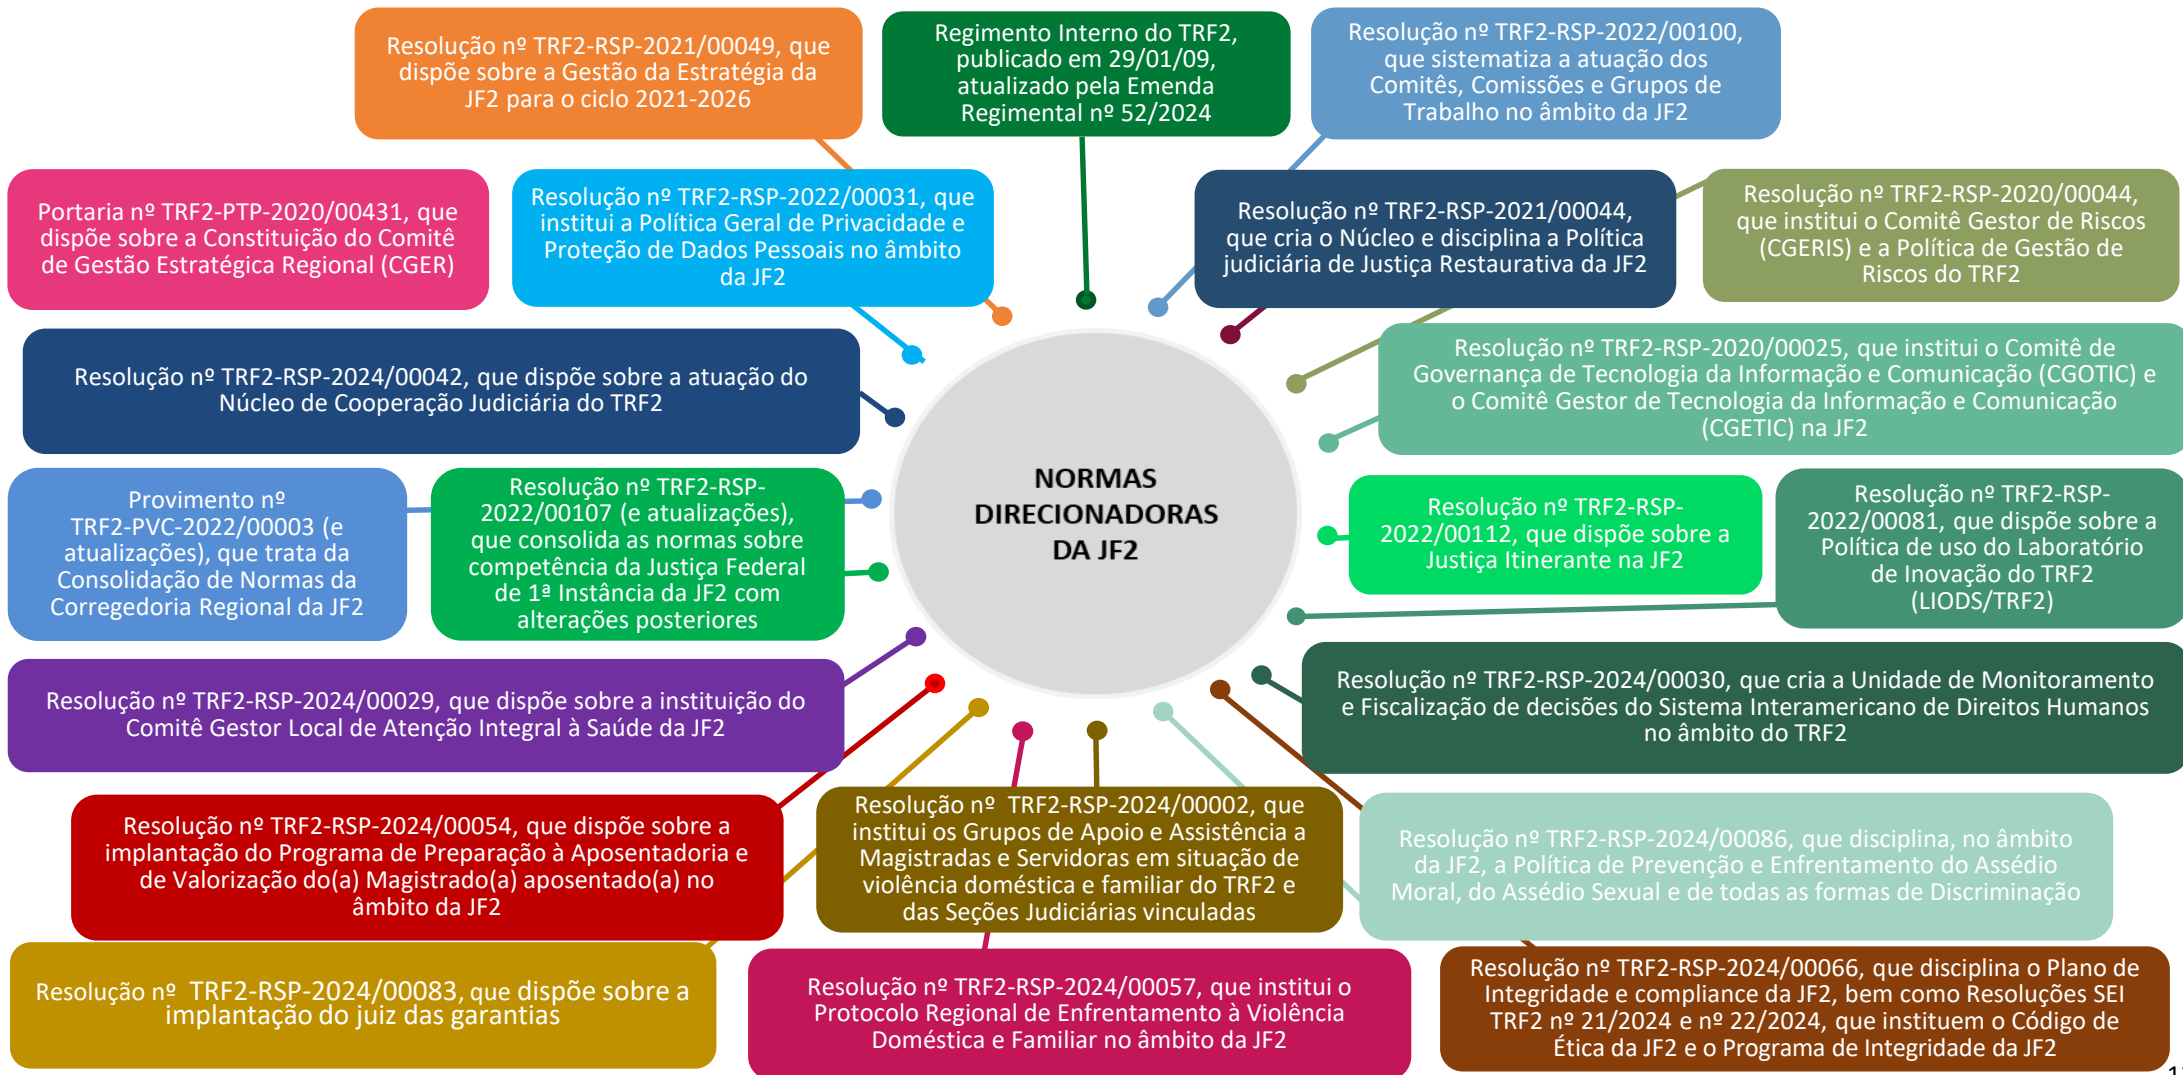 Resolução nº TRF2-RSP-2021/00049, que
dispõe sobre a Gestão da Estratégia da
JF2 para o ciclo 2021-2026
Regimento Interno do TRF2,
publicado em 29/01/09,
atualizado pela Emenda
Regimental nº 52/2024
Resolução nº TRF2-RSP-2022/00100,
que sistematiza a atuação dos
Comitês, Comissões e Grupos de
Trabalho no âmbito da JF2
Portaria nº TRF2-PTP-2020/00431, que
dispõe sobre a Constituição do Comitê
de Gestão Estratégica Regional (CGER)
Resolução nº TRF2-RSP-2022/00031, que
institui a Política Geral de Privacidade e
Proteção de Dados Pessoais no âmbito
da JF2
Resolução nº TRF2-RSP-2021/00044,
que cria o Núcleo e disciplina a Política
judiciária de Justiça Restaurativa da JF2
Resolução nº TRF2-RSP-2020/00044,
que institui o Comitê Gestor de Riscos
(CGERIS) e a Política de Gestão de
Riscos do TRF2
Resolução nº TRF2-RSP-2024/00042, que dispõe sobre a atuação do
Núcleo de Cooperação Judiciária do TRF2
Resolução nº TRF2-RSP-2020/00025, que institui o Comitê de
Governança de Tecnologia da Informação e Comunicação (CGOTIC) e
o Comitê Gestor de Tecnologia da Informação e Comunicação
(CGETIC) na JF2
Provimento nº
TRF2-PVC-2022/00003 (e
atualizações), que trata da
Consolidação de Normas da
Corregedoria Regional da JF2
Resolução nº TRF2-RSP-
2022/00107 (e atualizações),
que consolida as normas sobre
competência da Justiça Federal
de 1ª Instância da JF2 com
alterações posteriores
NORMAS
DIRECIONADORAS
DA JF2
Resolução nº TRF2-RSP-
2022/00112, que dispõe sobre a
Justiça Itinerante na JF2
Resolução nº TRF2-RSP-
2022/00081, que dispõe sobre a
Política de uso do Laboratório
de Inovação do TRF2
(LIODS/TRF2)
Resolução nº TRF2-RSP-2024/00029, que dispõe sobre a instituição do
Comitê Gestor Local de Atenção Integral à Saúde da JF2
Resolução nº TRF2-RSP-2024/00030, que cria a Unidade de Monitoramento
e Fiscalização de decisões do Sistema Interamericano de Direitos Humanos
no âmbito do TRF2
Resolução nº TRF2-RSP-2024/00054, que dispõe sobre a
implantação do Programa de Preparação à Aposentadoria e
de Valorização do(a) Magistrado(a) aposentado(a) no
âmbito da JF2
Resolução nº TRF2-RSP-2024/00002, que
institui os Grupos de Apoio e Assistência a
Magistradas e Servidoras em situação de
violência doméstica e familiar do TRF2 e
das Seções Judiciárias vinculadas
Resolução nº TRF2-RSP-2024/00086, que disciplina, no âmbito
da JF2, a Política de Prevenção e Enfrentamento do Assédio
Moral, do Assédio Sexual e de todas as formas de Discriminação
Resolução nº TRF2-RSP-2024/00083, que dispõe sobre a
implantação do juiz das garantias
Resolução nº TRF2-RSP-2024/00057, que institui o
Protocolo Regional de Enfrentamento à Violência
Doméstica e Familiar no âmbito da JF2
Resolução nº TRF2-RSP-2024/00066, que disciplina o Plano de
Integridade e compliance da JF2, bem como Resoluções SEI
TRF2 nº 21/2024 e nº 22/2024, que instituem o Código de
Ética da JF2 e o Programa de Integridade da JF2